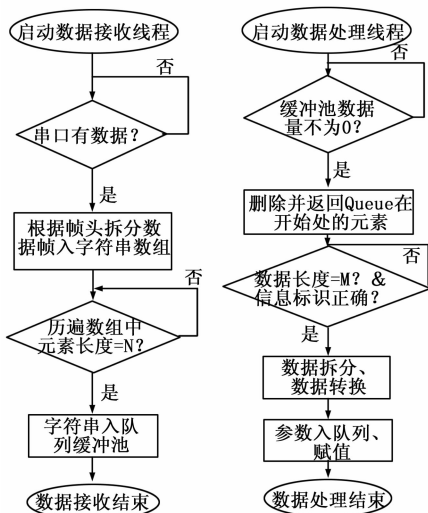 启动数据接收线程
否
串口有数据？
是
根据帧头拆分数
据帧入字符串数组
否
历遍数组中
元素长度=N？
是
字符串入队
列缓冲池
数据接收结束
启动数据处理线程
否
缓冲池数据
量不为0？
是
删除并返回Queue在
开始处的元素
否
数据长度=M？&
信息标识正确？
是
数据拆分、
数据转换
参数入队列、
赋值
数据处理结束